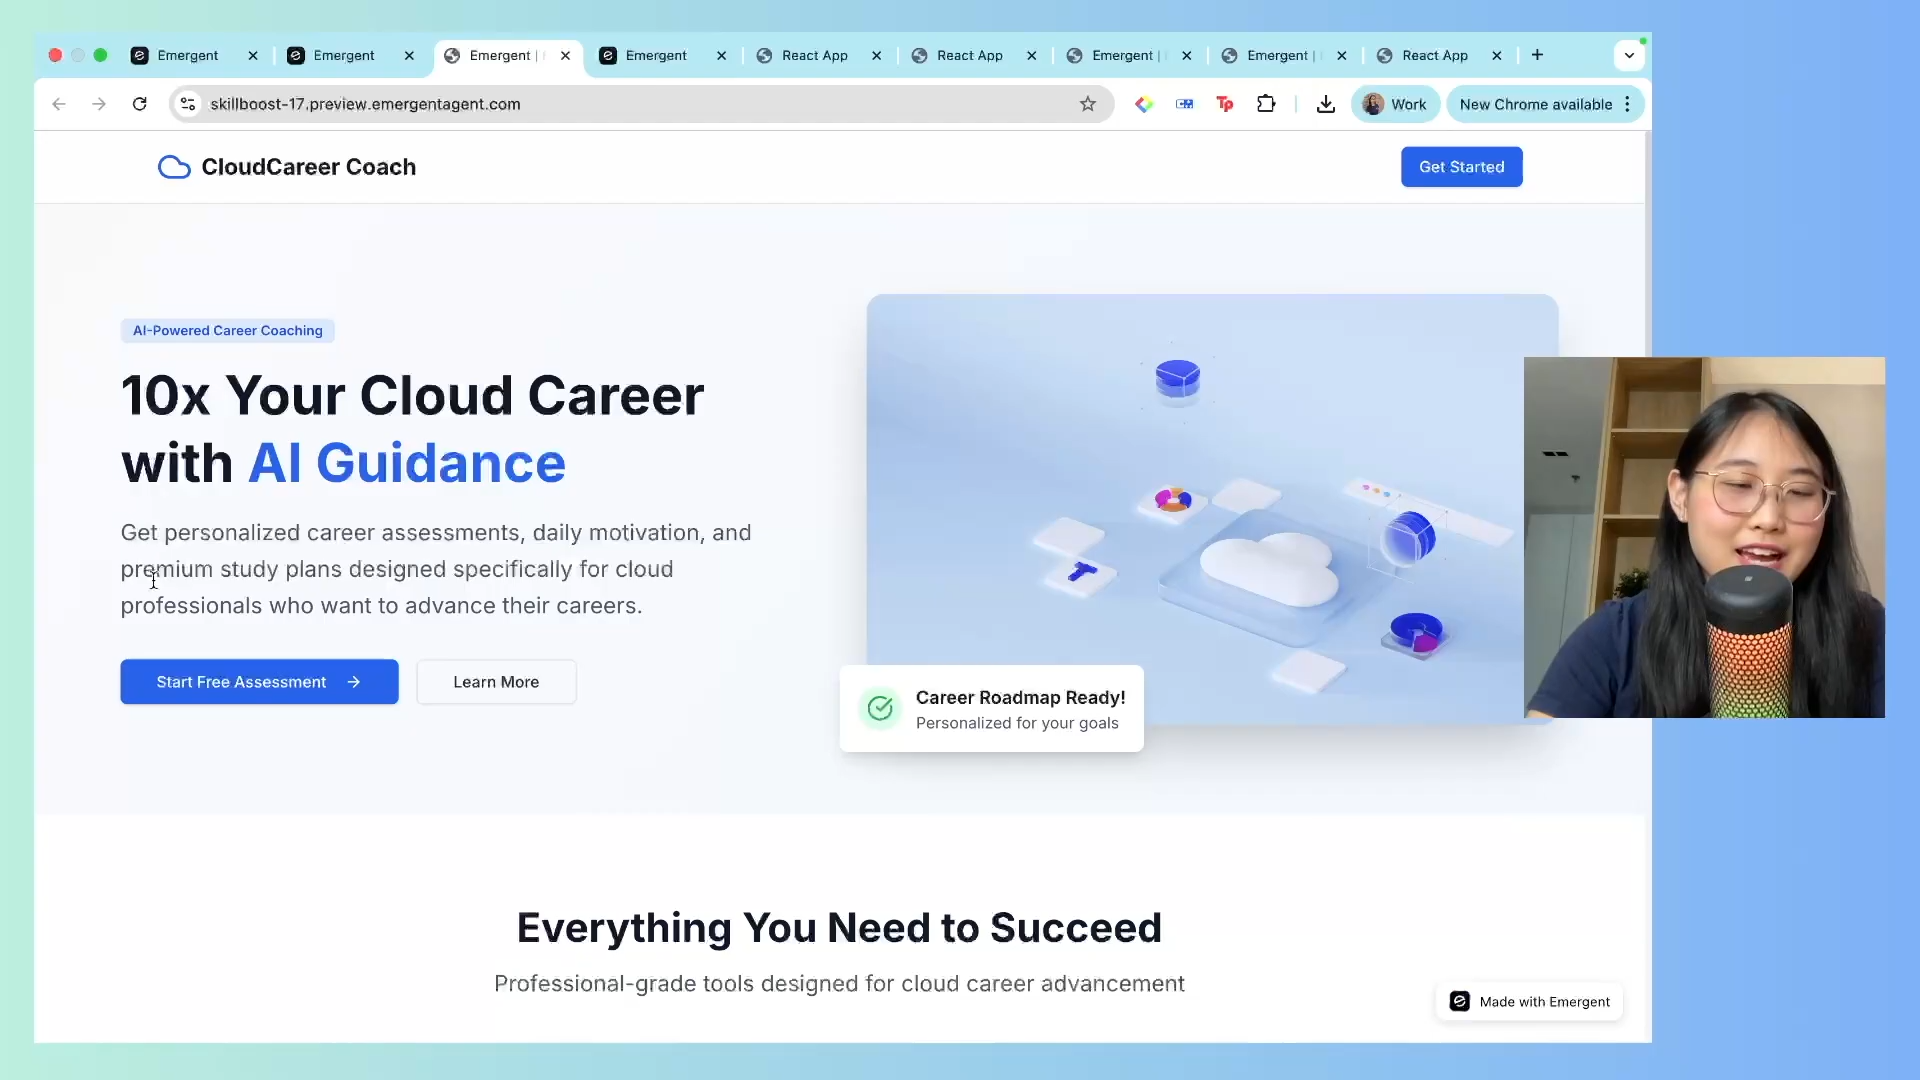 Emergent
Emergent
Emergent |
Emergent
React App
React App
Emergent |
Emergent |
React App
skillboost-17.preview.emergentagent.com
Tp
Work
New Chrome available
CloudCareer Coach
Get Started
AI-Powered Career Coaching
10x Your Cloud Career
with AI Guidance
Get personalized career assessments, daily motivation, and
premium study plans designed specifically for cloud
professionals who want to advance their careers.
Start Free Assessment
Learn More
Career Roadmap Ready!
Personalized for your goals
Everything You Need to Succeed
Professional-grade tools designed for cloud career advancement
Made with Emergent